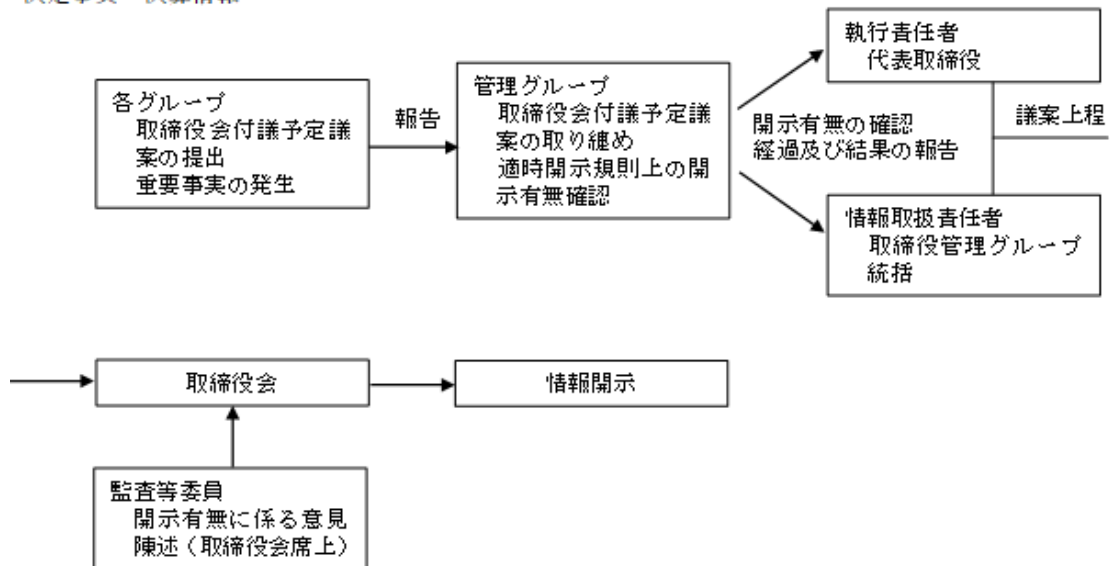 各グループ
取締役会付議予定議
案の提出
重要事実の発生
報告
管理グループ
取締役会付議予定議
案の取り纏め
適時開示規則上の開
示有無確認
開示有無の確認
経過及び結果の報告
執行責任者
代表取締役
議案上程
情報取扱責任者
取締役管理グループ
統括
取締役会
情報開示
監査等委員
開示有無に係る意見
陳述（取締役会席上）